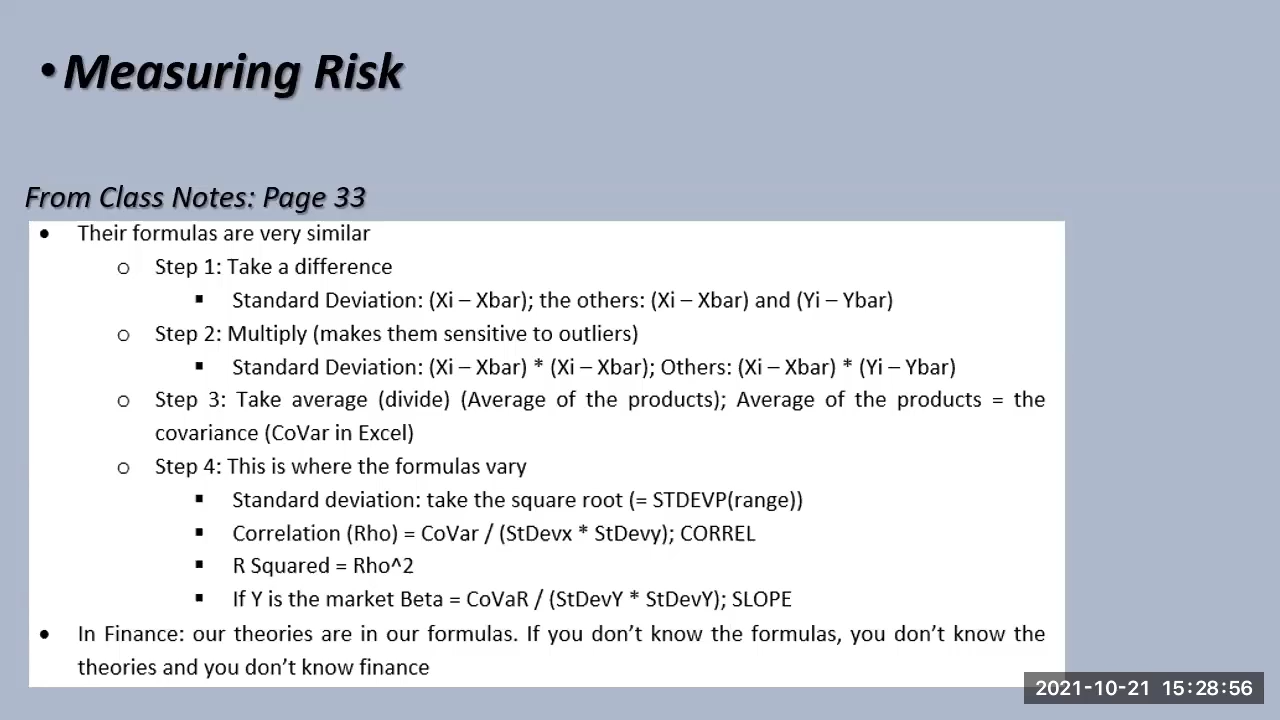 • Measuring Risk
From Class Notes: Page 33
• Their formulas are very similar
o Step 1: Take a difference
▪ Standard Deviation: (Xi – Xbar); the others: (Xi – Xbar) and (Yi – Ybar)
o Step 2: Multiply (makes them sensitive to outliers)
▪ Standard Deviation: (Xi – Xbar) * (Xi – Xbar); Others: (Xi – Xbar) * (Yi – Ybar)
o Step 3: Take average (divide) (Average of the products); Average of the products = the
covariance (CoVar in Excel)
o Step 4: This is where the formulas vary
▪ Standard deviation: take the square root (= STDEVP(range))
▪ Correlation (Rho) = CoVar / (StDevx * StDevy); CORREL
▪ R Squared = Rho^2
▪ If Y is the market Beta = CoVaR / (StDevY * StDevY); SLOPE
• In Finance: our theories are in our formulas. If you don’t know the formulas, you don’t know the
theories and you don’t know finance
2021-10-21 15:28:56